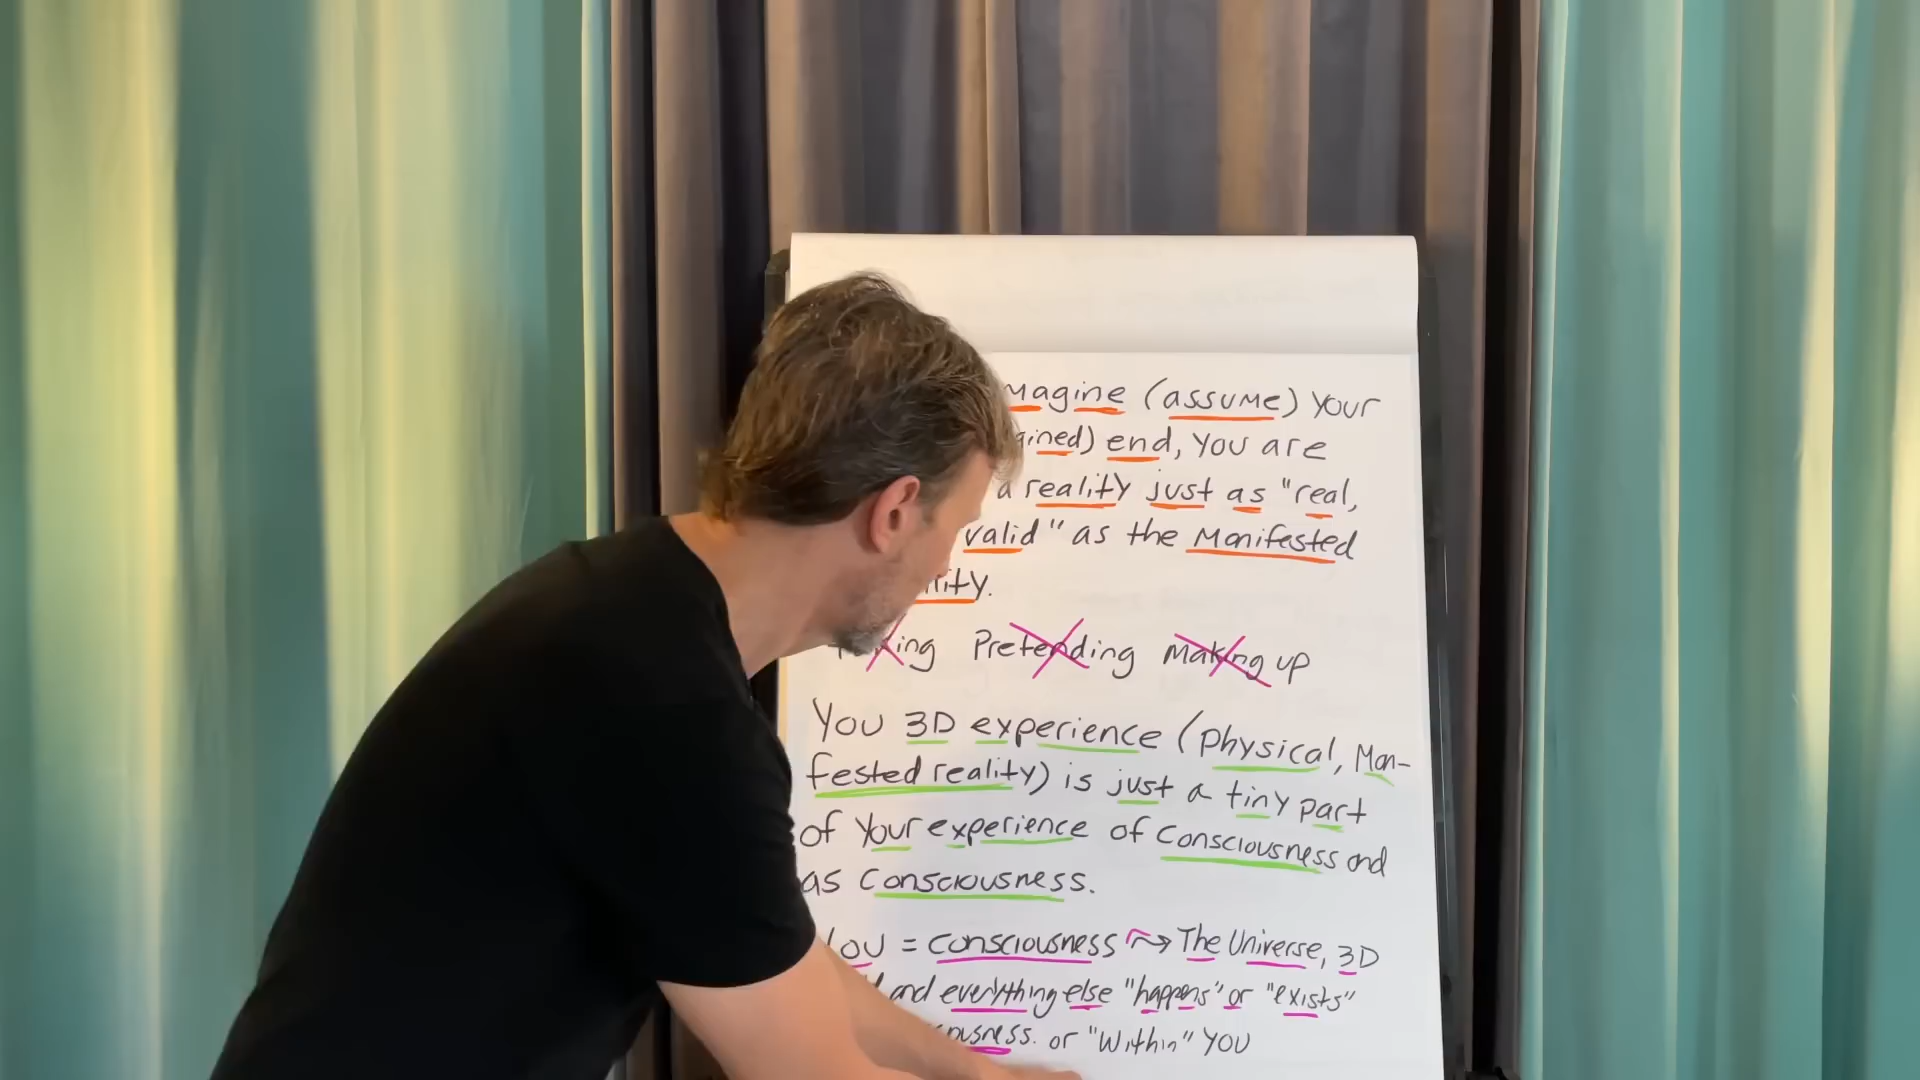 magine (assume) your
gined) end, you are
a reality just as "real,
valid" as the manifested
ity.
king Pretending Making up
You 3D experience (Physical, Man-
fested reality) is just a tiny part
of your experience of consciousness and
as consciousness.
You = consciousness → The Universe, 3D
and everything else "happens" or "exists"
ousness. or "within" you